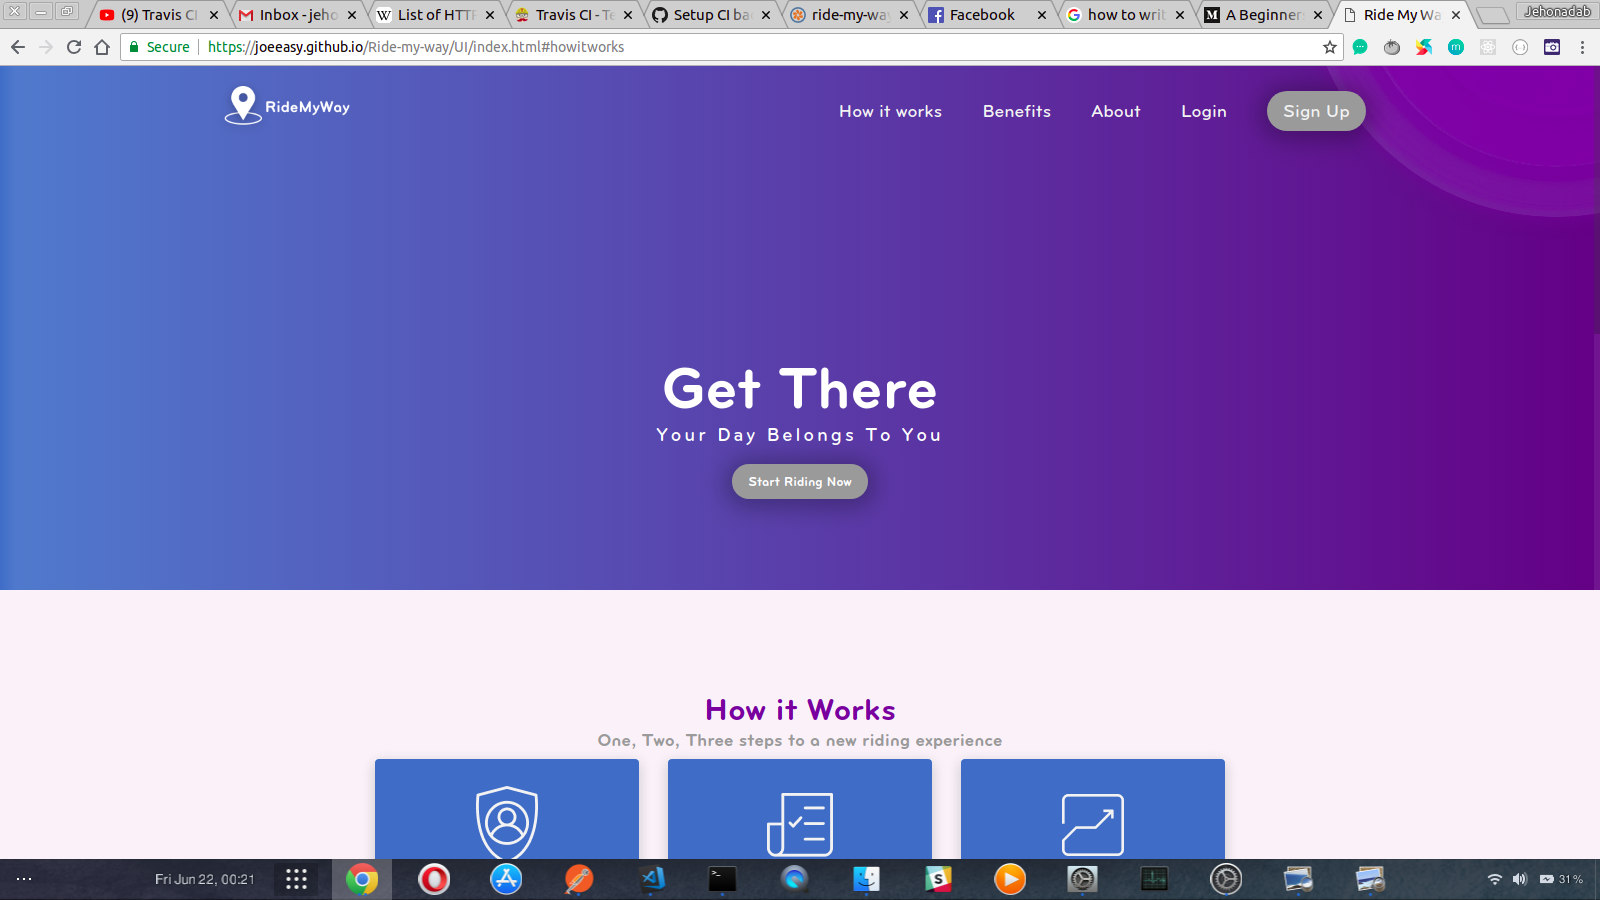 (9) Travis CI
Inbox - jeho
List of HTTP
Travis CI - Te
Setup CI ba
ride-my-way
Facebook
how to writ
A Beginner
Ride My Wa
Jehonadab
Secure
https://joeeasy.github.io/Ride-my-way/UI/index.html#howitworks
RideMyWay
How it works
Benefits
About
Login
Sign Up
Get There
Your Day Belongs To You
Start Riding Now
How it Works
One, Two, Three steps to a new riding experience
Fri Jun 22, 00:21
31%